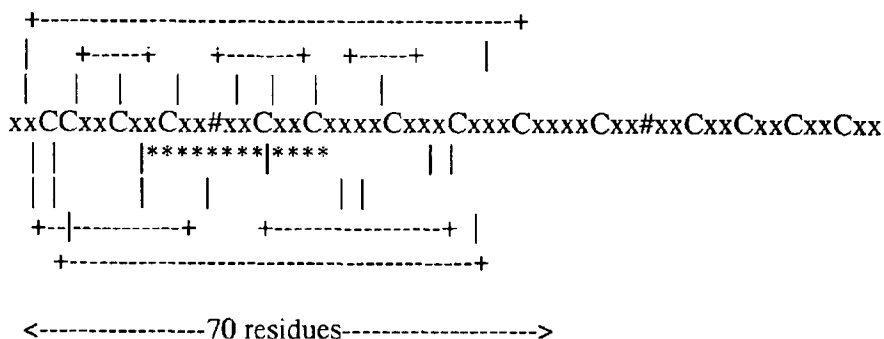 +---------------------------------------------+
| +------+ +--------+ +------+ |
| | | | | | | |
xxCCxxCxxCxx#xxCxxCxxxxCxxxCxxxCxxxxCxx#xxCxxCxxCxxCxx
|| |********|**** ||
|| | | ||
+--|-----------+ +-----------------+ |
+---------------------------------------+
<----------------70 residues------------------>